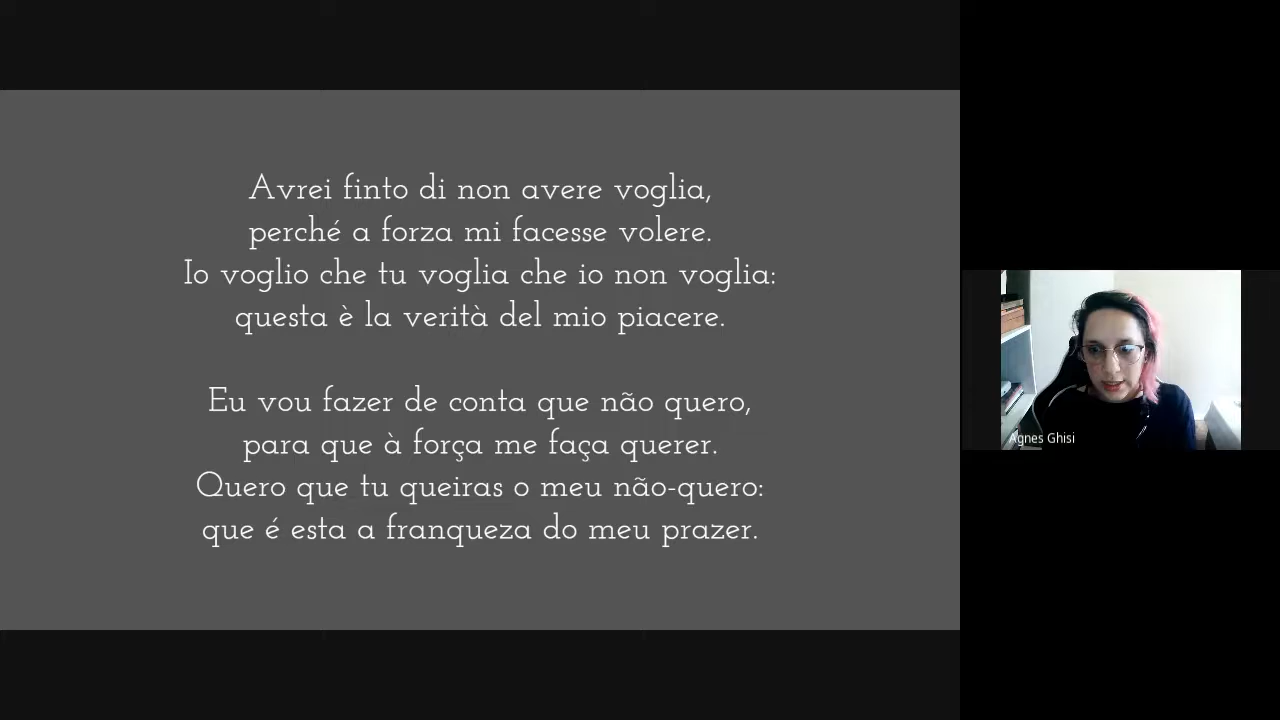 Avrei finto di non avere voglia,
perché a forza mi facesse volere.
Io voglio che tu voglia che io non voglia:
questa è la verità del mio piacere.
Eu vou fazer de conta que não quero,
para que à força me faça querer.
Quero que tu queiras o meu não-quero:
que é esta a franqueza do meu prazer.
Agnes Ghisi